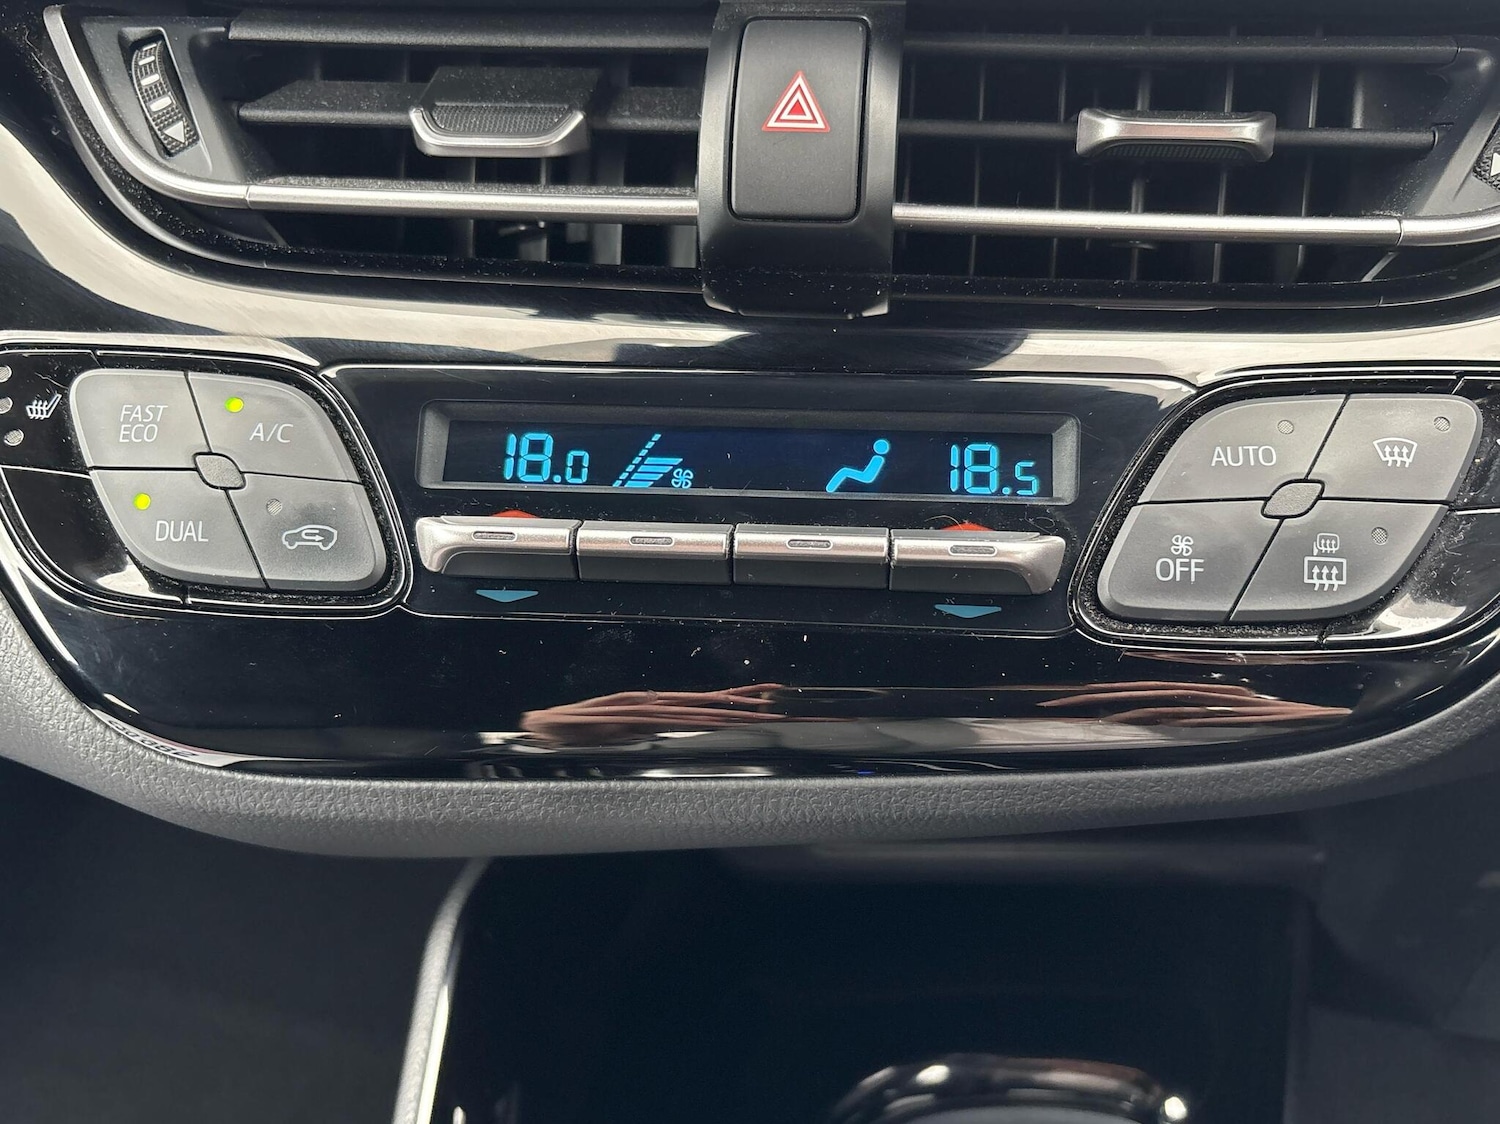 FAST
ECO
A/C
18.0
18.5
AUTO
DUAL
OFF